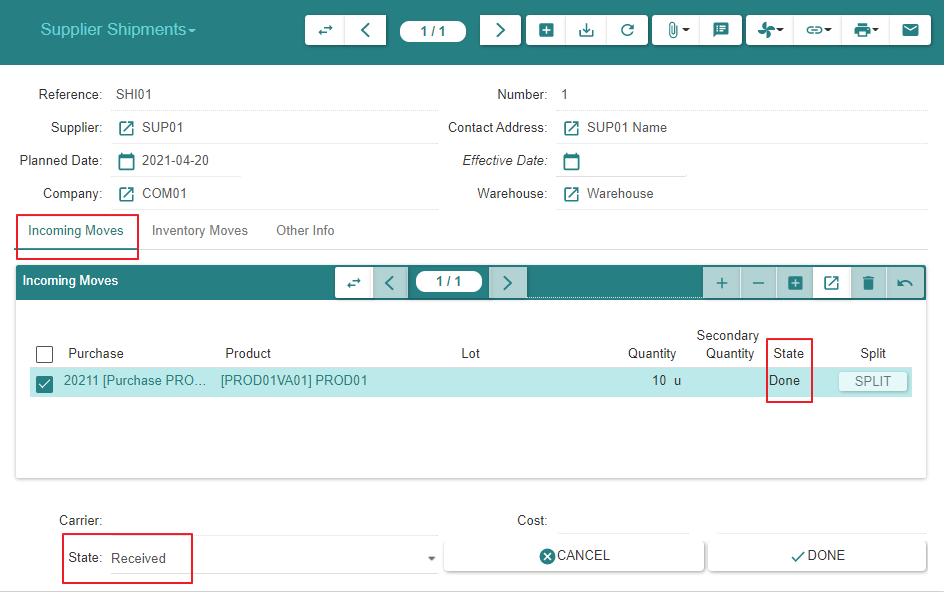 Supplier Shipments
1 / 1
Reference: SHI01 Number: 1
Supplier: SUP01 Contact Address: SUP01 Name
Planned Date: 2021-04-20 Effective Date:
Company: COM01 Warehouse: Warehouse
Incoming Moves Inventory Moves Other Info
Incoming Moves 1 / 1
Purchase Product Lot Quantity Secondary Quantity State Split
20211 [Purchase PRO... [PROD01VA01] PROD01 10 u Done SPLIT
Carrier: Cost:
State: Received CANCEL DONE